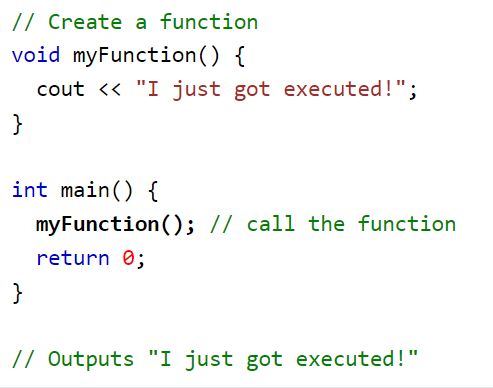 // Create a function
void myFunction() {
  cout << "I just got executed!";
}

int main() {
  myFunction(); // call the function
  return 0;
}

// Outputs "I just got executed!"